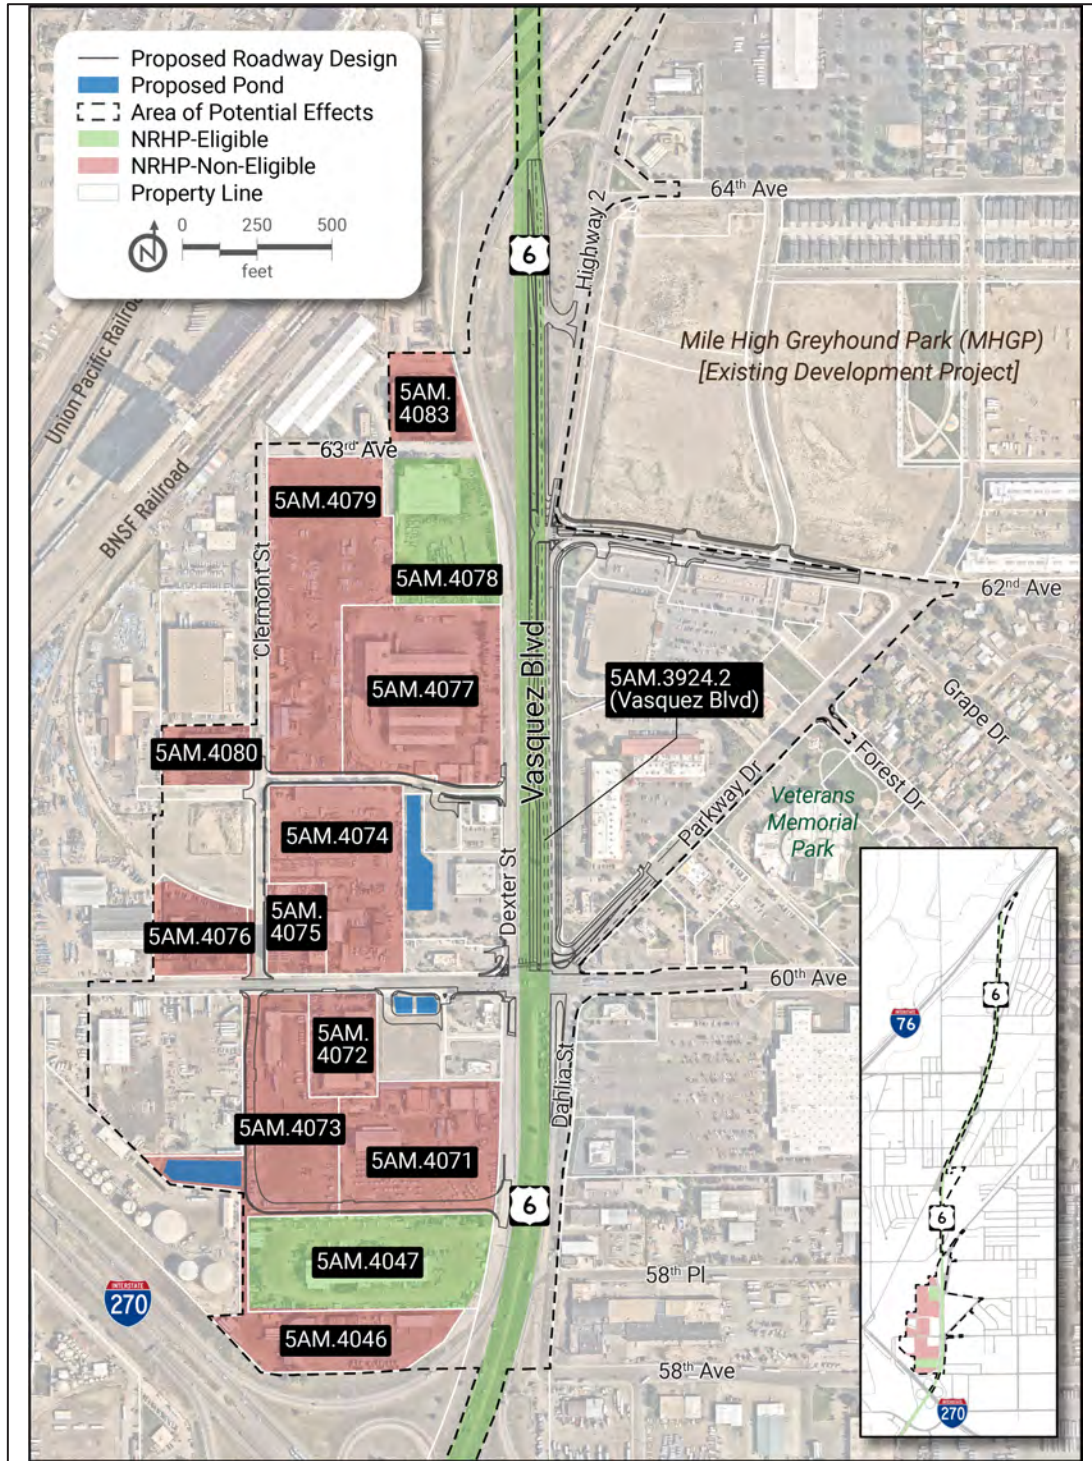 Proposed Roadway Design
Proposed Pond
Area of Potential Effects
NRHP-Eligible
NRHP-Non-Eligible
Property Line
N
0 250 500
feet
64th Ave
6
Highway 2
Union Pacific Railroad
Mile High Greyhound Park (MHGP)
[Existing Development Project]
5AM.
4083
63rd Ave
BNSF Railroad
5AM.4079
5AM.4078
Clermont St
62nd Ave
Vasquez Blvd
5AM.4077
5AM.3924.2
(Vasquez Blvd)
Grape Dr
5AM.4080
Forest Dr
Parkway Dr
Veterans
Memorial
Park
5AM.4074
Dexter St
5AM.
4075
5AM.4076
60th Ave
5AM.
4072
Dahlia St
5AM.4073
5AM.4071
6
5AM.4047
58th Pl
INTERSTATE
270
5AM.4046
58th Ave
6
INTERSTATE
76
6
INTERSTATE
270